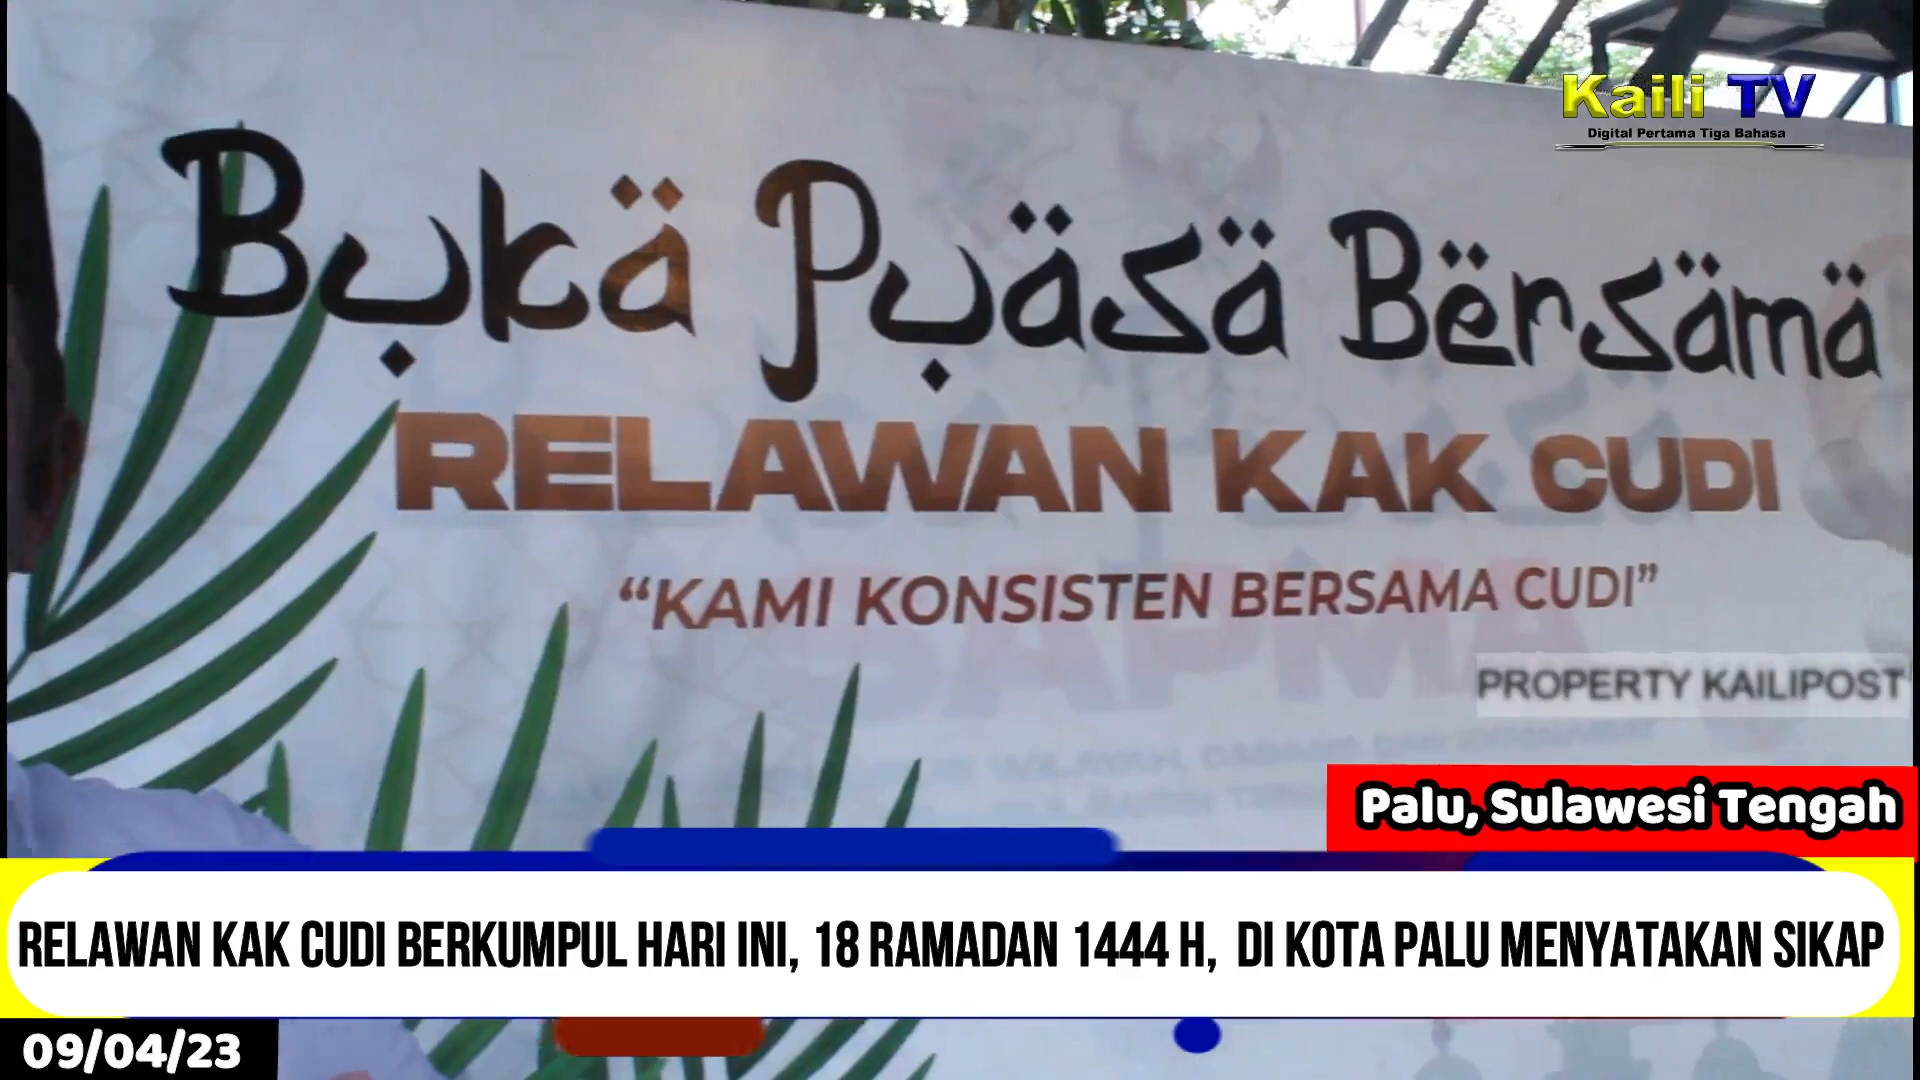 Kaili TV
Digital Pertama Tiga Bahasa
Buka Puasa Bersama
RELAWAN KAK CUDI
“KAMI KONSISTEN BERSAMA CUDI”
SAPMA
PROPERTY KAILIPOST
Palu, Sulawesi Tengah
RELAWAN KAK CUDI BERKUMPUL HARI INI, 18 RAMADAN 1444 H, DI KOTA PALU MENYATAKAN SIKAP
09/04/23